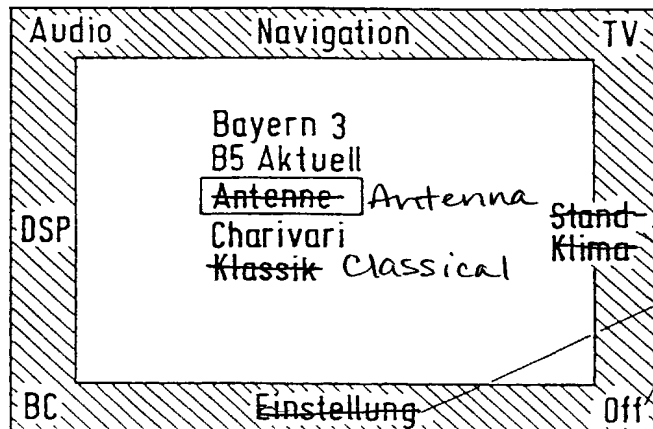 Audio Navigation TV
Bayern 3
B5 Aktuell
Antenne Antenna
DSP Charivari Stand
Klassik Classical Klima
BC Einstellung Off